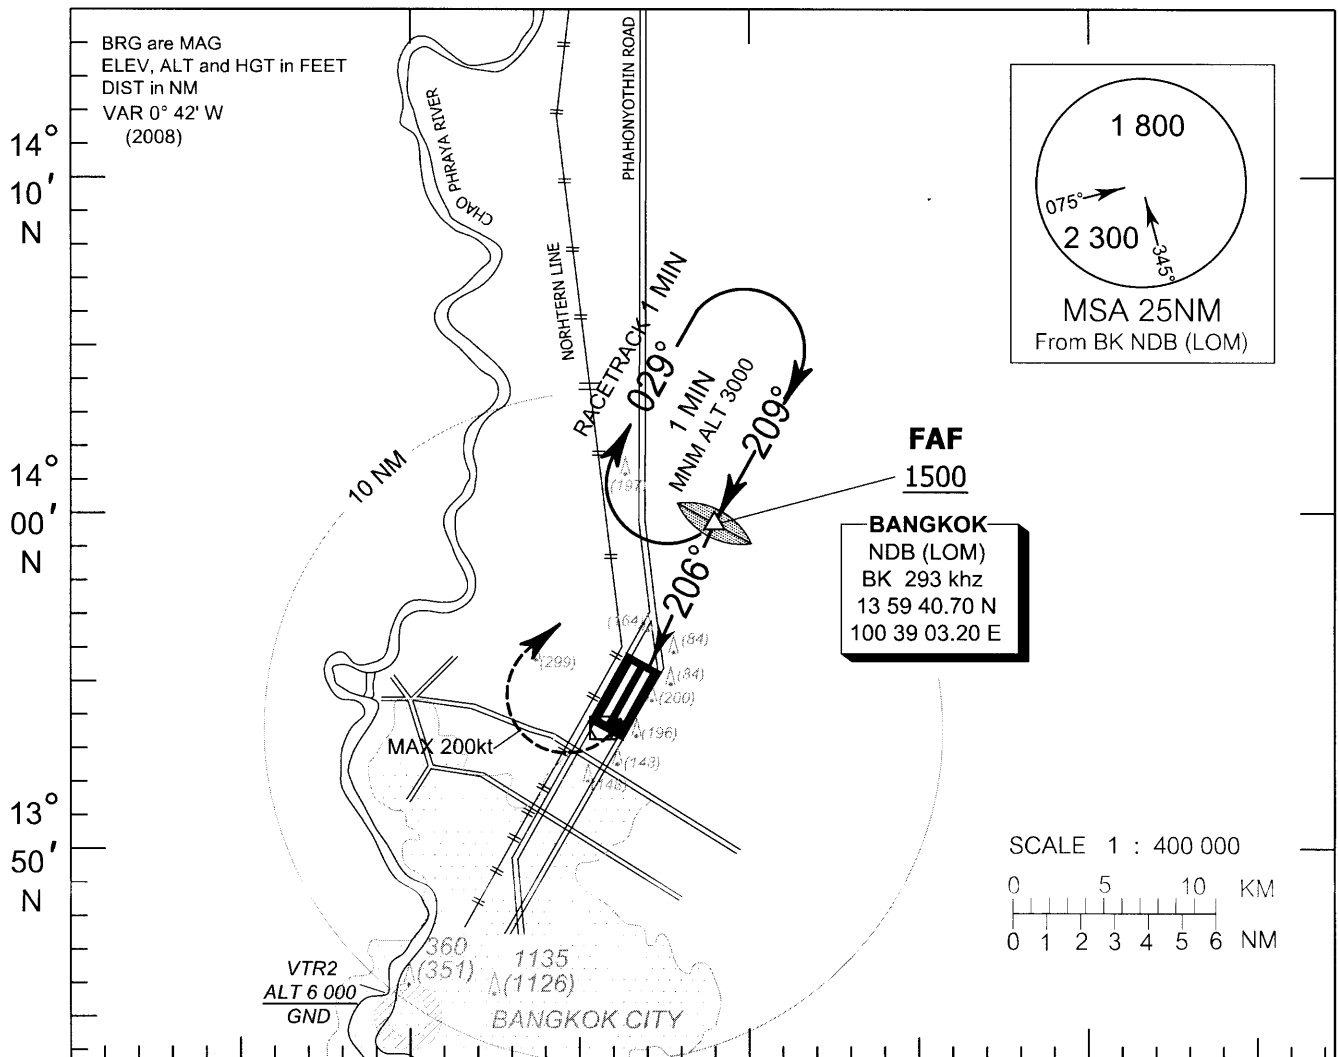 BRG are MAG
ELEV, ALT and HGT in FEET
DIST in NM
VAR 0° 42' W
(2008)
14°
10'
N
14°
00'
N
13°
50'
N
CHAO PHRAYA RIVER
NORHTERN LINE
PHAHONYOTHIN ROAD
1 800
075°
2 300
345°
MSA 25NM
From BK NDB (LOM)
RACETRACK 1 MIN
029°
1 MIN
MNM ALT 3000
209°
FAF
1500
BANGKOK
NDB (LOM)
BK 293 khz
13 59 40.70 N
100 39 03.20 E
10 NM
(197)
206°
(164)
(84)
(299)
(84)
(200)
(196)
(143)
(148)
MAX 200kt
SCALE 1 : 400 000
0 5 10 KM
0 1 2 3 4 5 6 NM
360
(351)
1135
(1126)
VTR2
ALT 6 000
GND
BANGKOK CITY